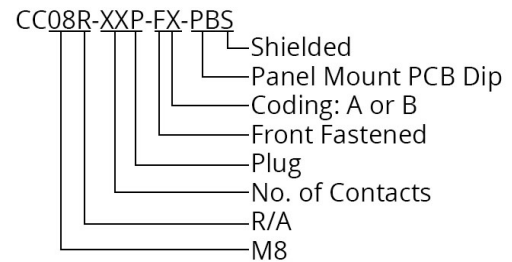 CC08R-XXP-FX-PBS
Shielded
Panel Mount PCB Dip
Coding: A or B
Front Fastened
Plug
No. of Contacts
R/A
M8